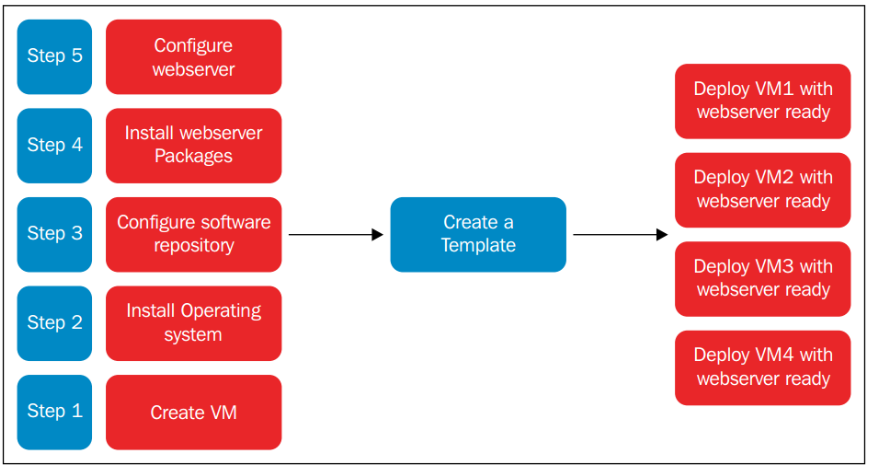 Step 5
Configure
webserver
Step 4
Install webserver
Packages
Step 3
Configure software
repository
Step 2
Install Operating
system
Step 1
Create VM
Create a
Template
Deploy VM1 with
webserver ready
Deploy VM2 with
webserver ready
Deploy VM3 with
webserver ready
Deploy VM4 with
webserver ready